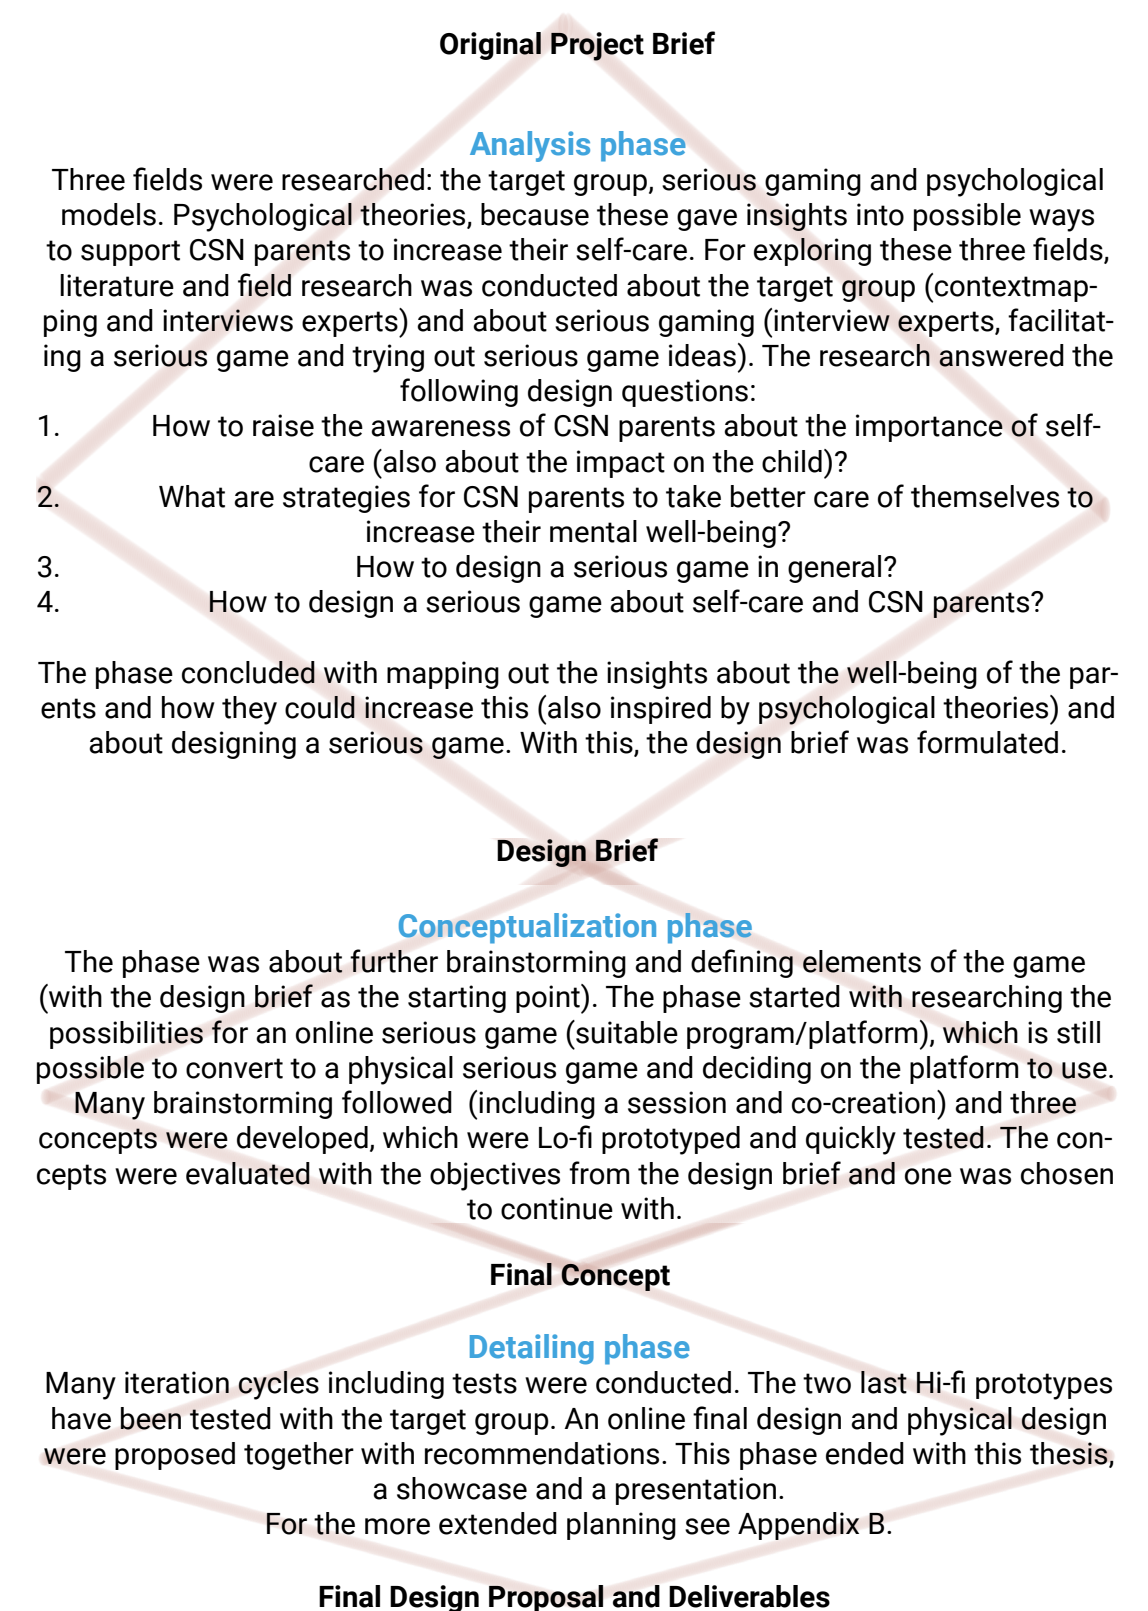 Original Project Brief
Analysis phase
Three fields were researched: the target group, serious gaming and psychological
models. Psychological theories, because these gave insights into possible ways
to support CSN parents to increase their self-care. For exploring these three fields,
literature and field research was conducted about the target group (contextmap-
ping and interviews experts) and about serious gaming (interview experts, facilitat-
ing a serious game and trying out serious game ideas). The research answered the
following design questions:
1. How to raise the awareness of CSN parents about the importance of self-
care (also about the impact on the child)?
2. What are strategies for CSN parents to take better care of themselves to
increase their mental well-being?
3. How to design a serious game in general?
4. How to design a serious game about self-care and CSN parents?
The phase concluded with mapping out the insights about the well-being of the par-
ents and how they could increase this (also inspired by psychological theories) and
about designing a serious game. With this, the design brief was formulated.
Design Brief
Conceptualization phase
The phase was about further brainstorming and defining elements of the game
(with the design brief as the starting point). The phase started with researching the
possibilities for an online serious game (suitable program/platform), which is still
possible to convert to a physical serious game and deciding on the platform to use.
Many brainstorming followed  (including a session and co-creation) and three
concepts were developed, which were Lo-fi prototyped and quickly tested. The con-
cepts were evaluated with the objectives from the design brief and one was chosen
to continue with.
Final Concept
Detailing phase
Many iteration cycles including tests were conducted. The two last Hi-fi prototypes
have been tested with the target group. An online final design and physical design
were proposed together with recommendations. This phase ended with this thesis,
a showcase and a presentation.
For the more extended planning see Appendix B.
Final Design Proposal and Deliverables